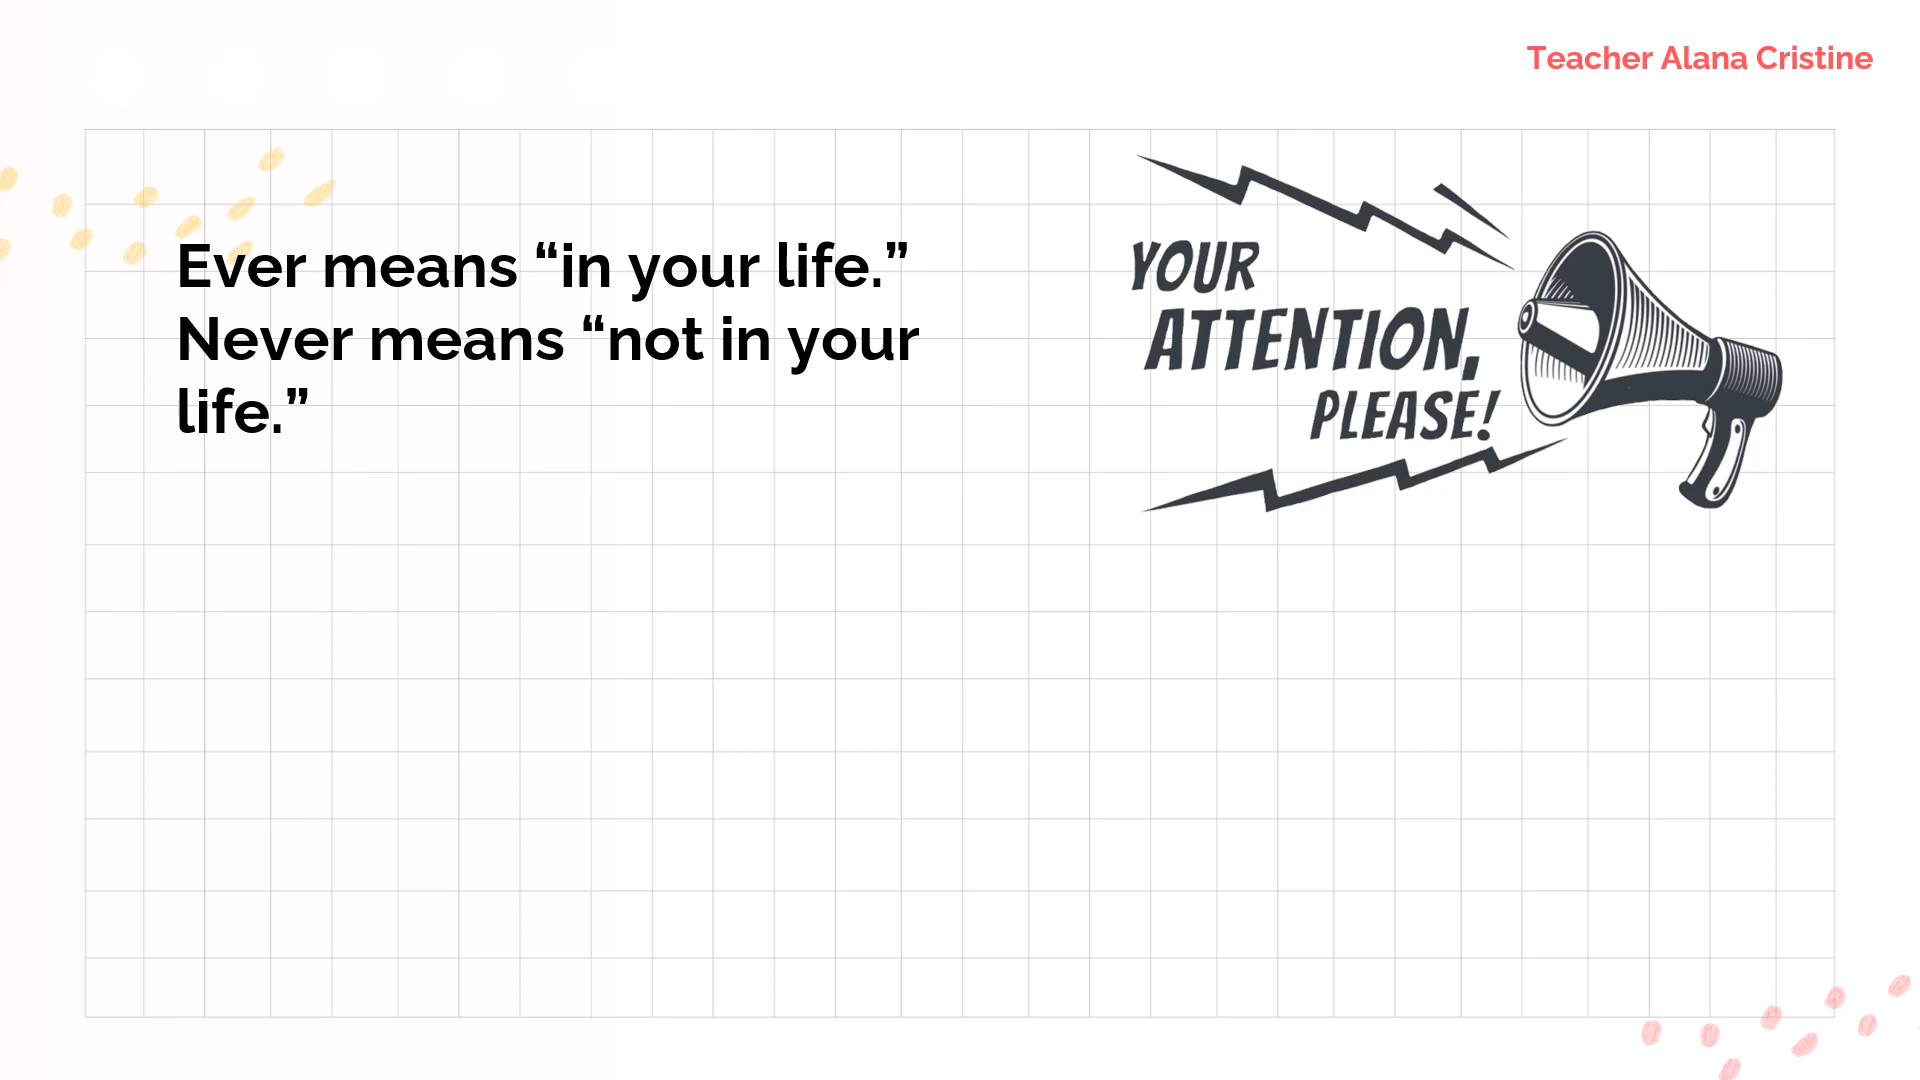 Teacher Alana Cristine
Ever means “in your life.”
Never means “not in your
life.”
YOUR
ATTENTION,
PLEASE!